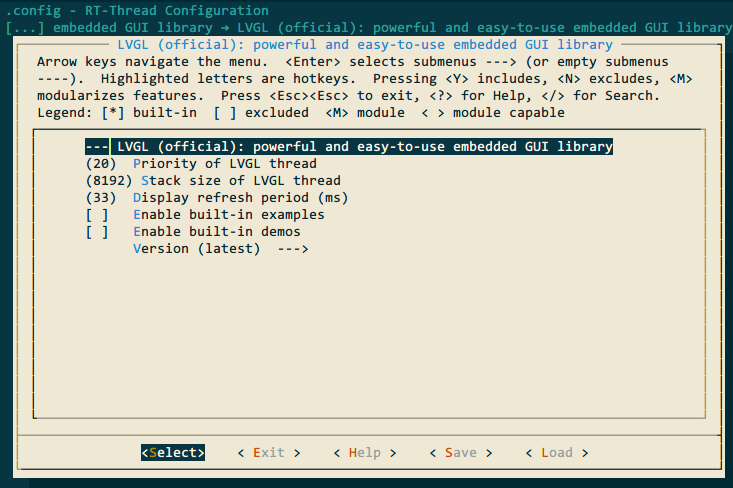 .config - RT-Thread Configuration
[...] embedded GUI library → LVGL (official): powerful and easy-to-use embedded GUI library
LVGL (official): powerful and easy-to-use embedded GUI library
Arrow keys navigate the menu.  <Enter> selects submenus ---> (or empty submenus
----).  Highlighted letters are hotkeys.  Pressing <Y> includes, <N> excludes, <M>
modularizes features.  Press <Esc><Esc> to exit, <?> for Help, </> for Search.
Legend: [*] built-in  [ ] excluded  <M> module  < > module capable
--- LVGL (official): powerful and easy-to-use embedded GUI library
(20)  Priority of LVGL thread
(8192) Stack size of LVGL thread
(33)  Display refresh period (ms)
[ ]   Enable built-in examples
[ ]   Enable built-in demos
Version (latest)  --->
<Select>    < Exit >    < Help >    < Save >    < Load >